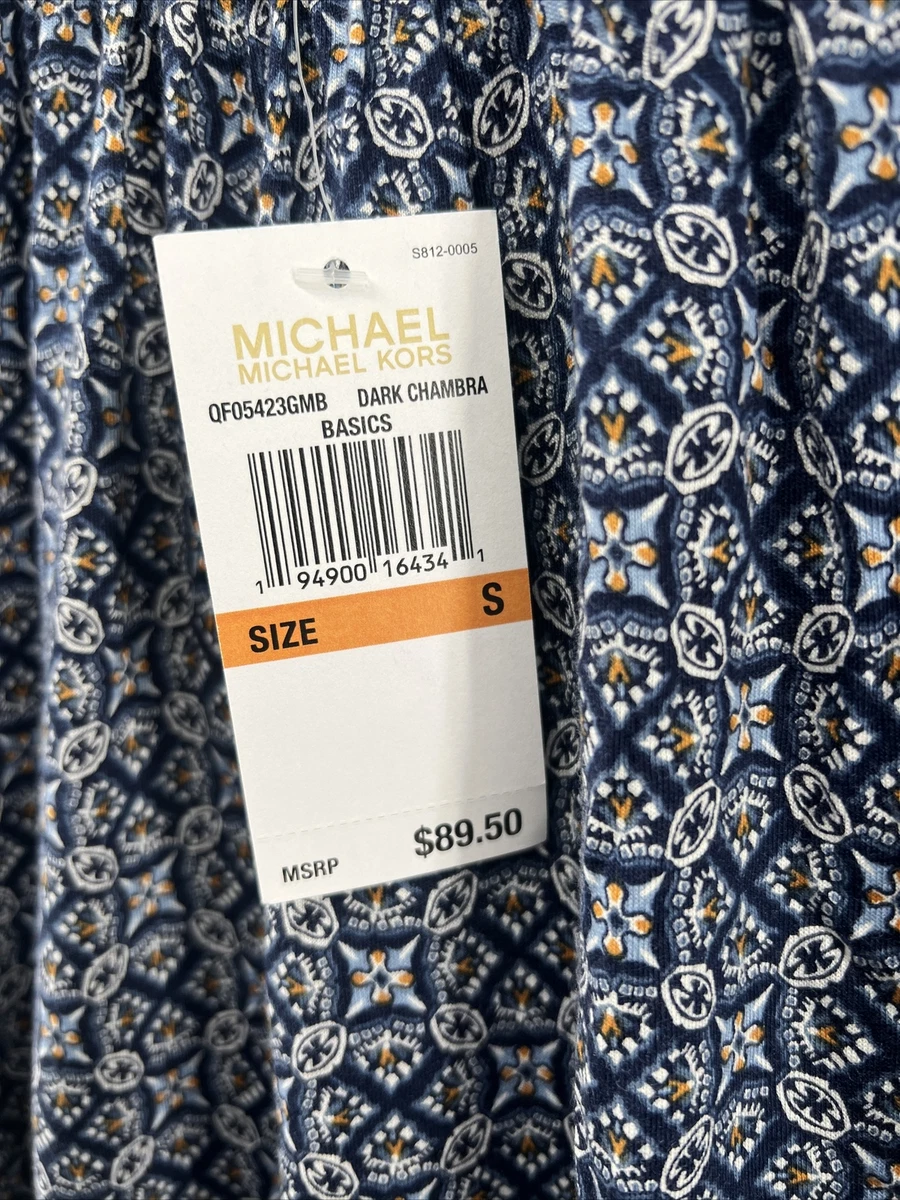 S812-0005
MICHAEL
MICHAEL KORS
QF05423GMB DARK CHAMBRA
BASICS
1 94900 16434 1
SIZE S
MSRP $89.50